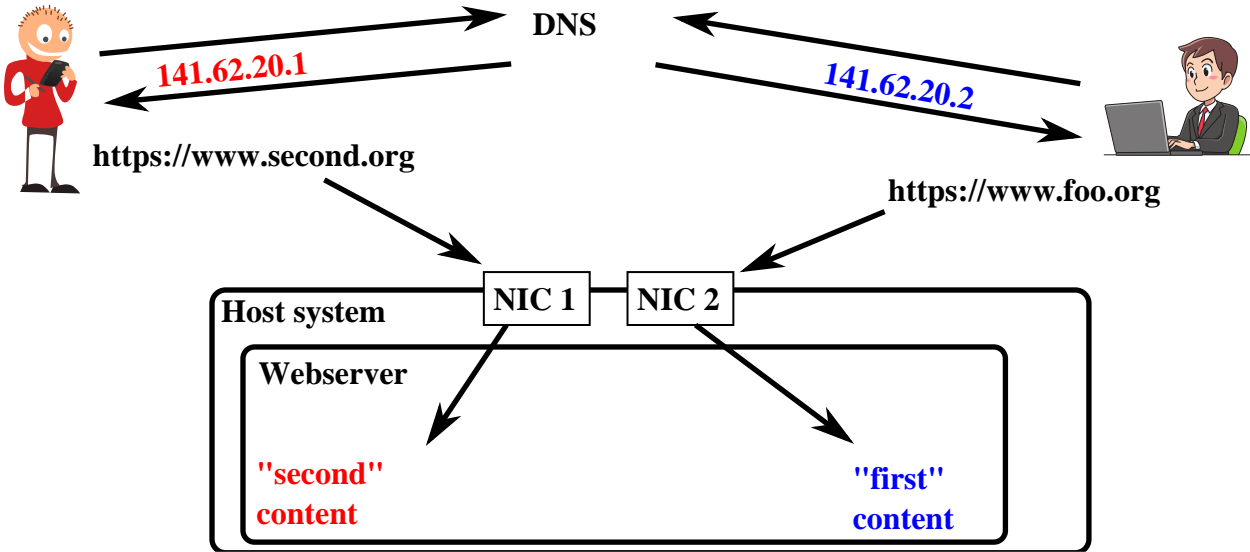 DNS
141.62.20.1
141.62.20.2
https://www.second.org
https://www.foo.org
NIC 1
NIC 2
Host system
Webserver
"second"
content
"first"
content